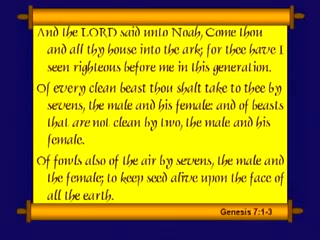 And the LORD said unto Noah, Come thou
and all thy house into the ark; for thee have I
seen righteous before me in this generation.
Of every clean beast thou shalt take to thee by
sevens, the male and his female: and of beasts
that are not clean by two, the male and his
female.
Of fowls also of the air by sevens, the male and
the female; to keep seed alive upon the face of
all the earth.
Genesis 7:1-3